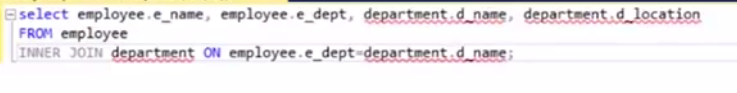 select employee.e_name, employee.e_dept, department.d_name, department.d_location
FROM employee
INNER JOIN department ON employee.e_dept=department.d_name;